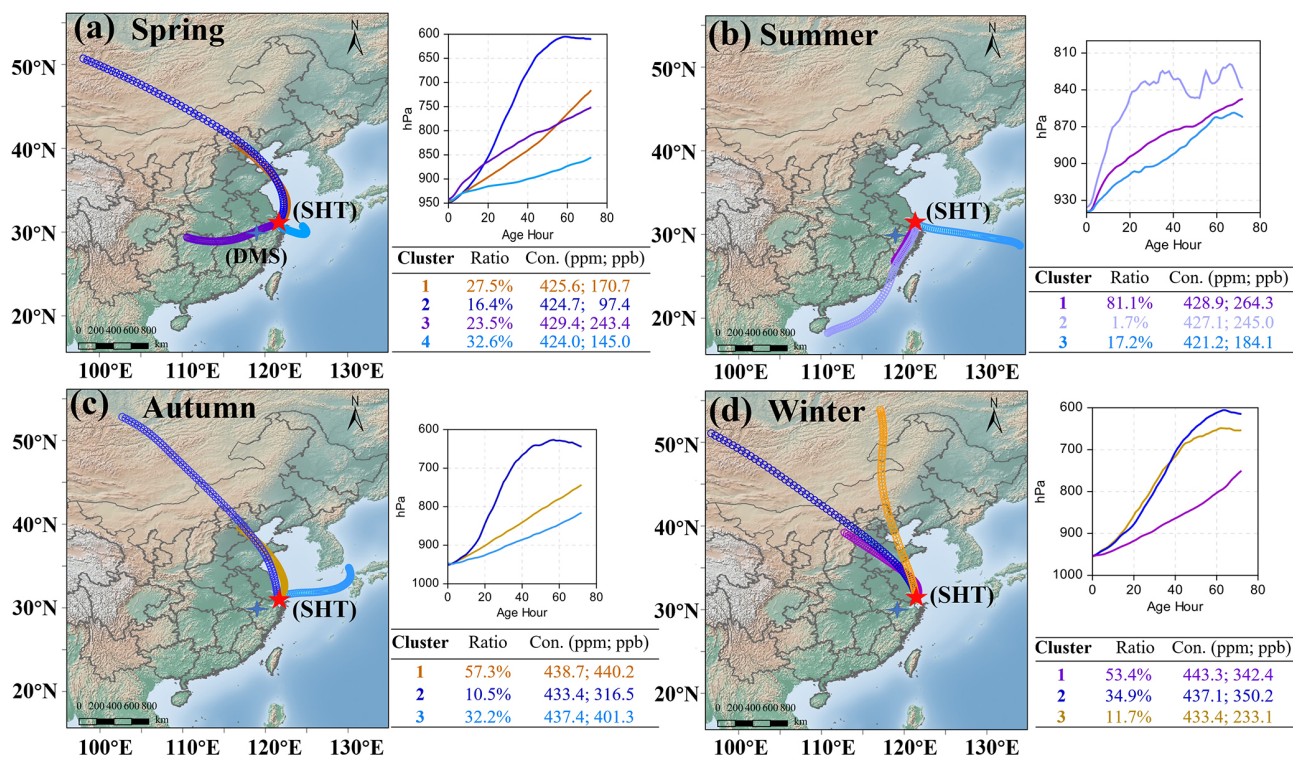 (a) Spring
N
50°N
40°N
30°N
20°N
(SHT)
(DMS)
0 200 400 600 800
km
100°E 110°E 120°E 130°E
600
650
700
750
800
850
900
950
hPa
0 20 40 60 80
Age Hour
Cluster Ratio Con. (ppm; ppb)
1 27.5% 425.6; 170.7
2 16.4% 424.7; 97.4
3 23.5% 429.4; 243.4
4 32.6% 424.0; 145.0
(b) Summer
N
50°N
40°N
30°N
20°N
(SHT)
0 200 400 600 800
km
100°E 110°E 120°E 130°E
810
840
870
900
930
hPa
0 20 40 60 80
Age Hour
Cluster Ratio Con. (ppm; ppb)
1 81.1% 428.9; 264.3
2 1.7% 427.1; 245.0
3 17.2% 421.2; 184.1
(c) Autumn
N
50°N
40°N
30°N
20°N
(SHT)
0 200 400 600 800
km
100°E 110°E 120°E 130°E
600
700
800
900
1000
hPa
0 20 40 60 80
Age Hour
Cluster Ratio Con. (ppm; ppb)
1 57.3% 438.7; 440.2
2 10.5% 433.4; 316.5
3 32.2% 437.4; 401.3
(d) Winter
N
50°N
40°N
30°N
20°N
(SHT)
0 200 400 600 800
km
100°E 110°E 120°E 130°E
600
700
800
900
1000
hPa
0 20 40 60 80
Age Hour
Cluster Ratio Con. (ppm; ppb)
1 53.4% 443.3; 342.4
2 34.9% 437.1; 350.2
3 11.7% 433.4; 233.1